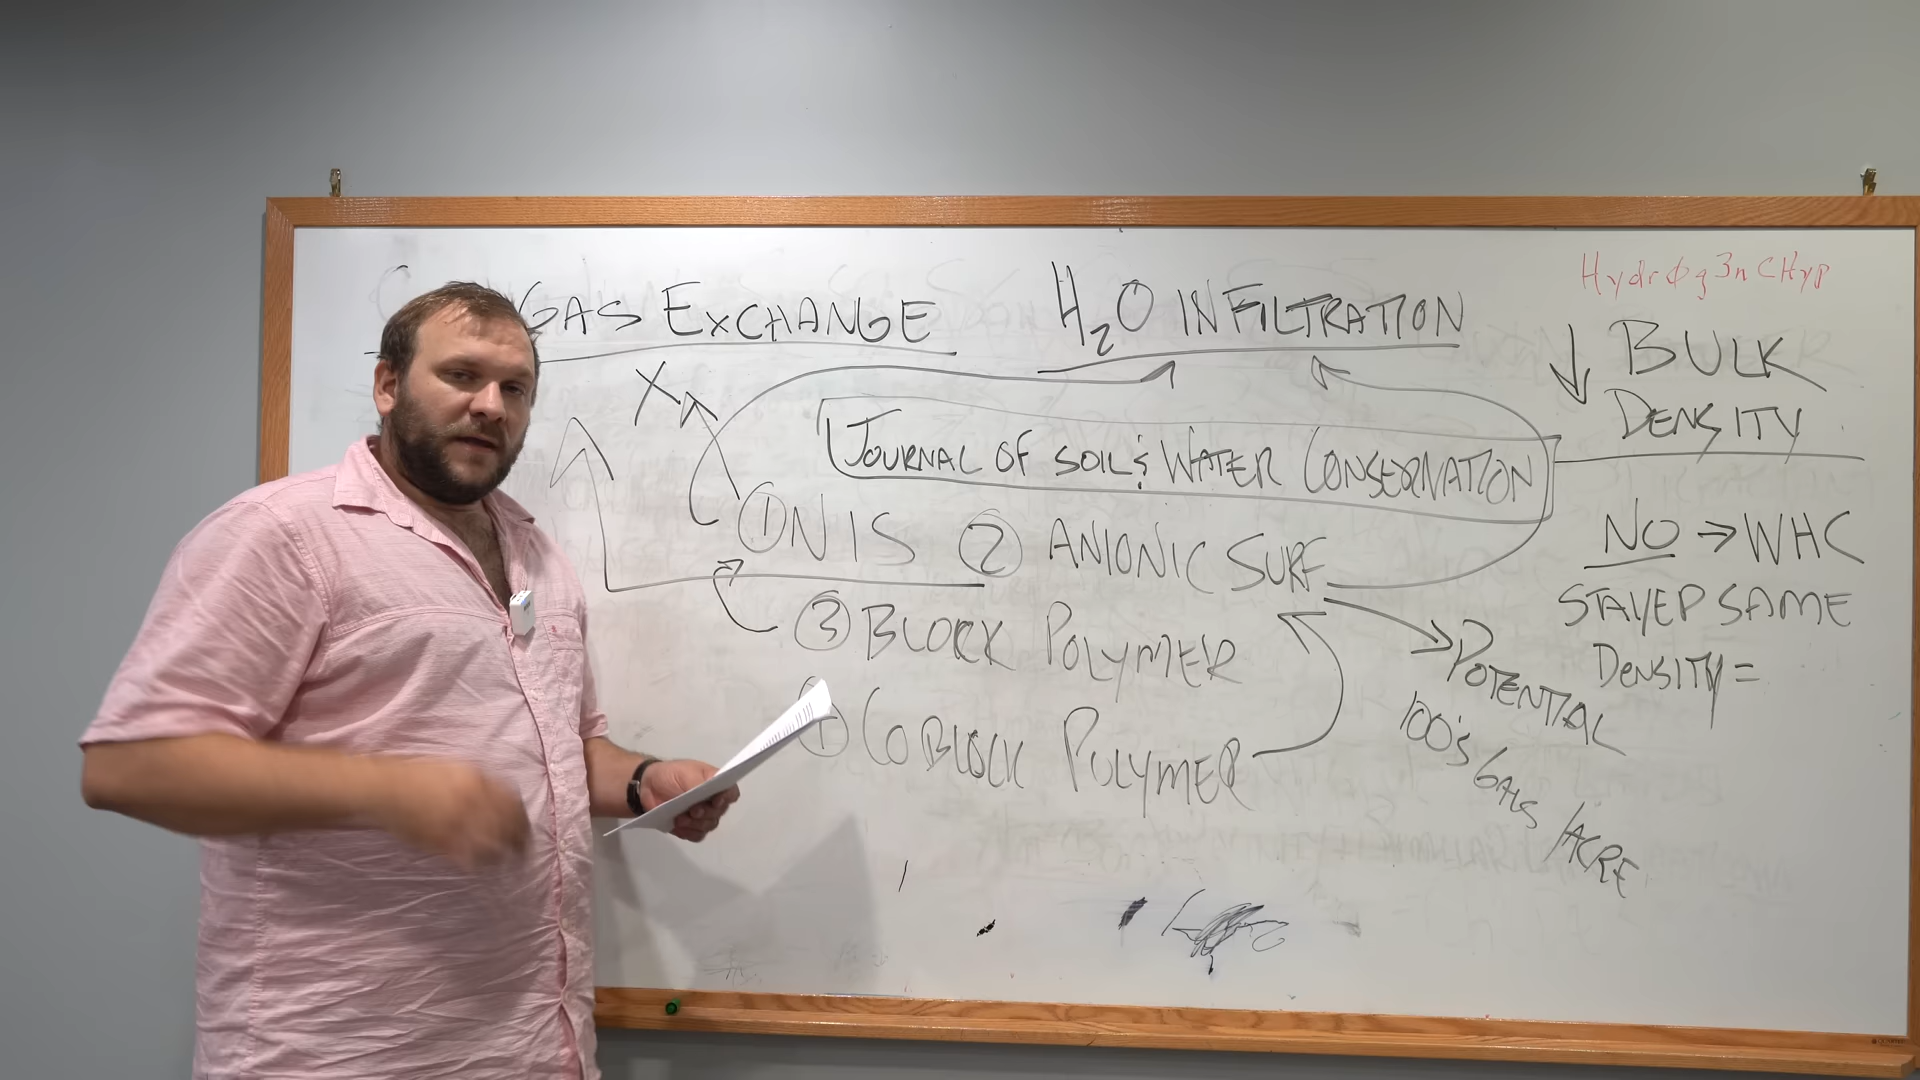 GAS EXCHANGE
H₂O INFILTRATION
Hydrø93nCHyp
↓ BULK
DENSITY
X
JOURNAL OF SOIL & WATER CONSERVATION
① NIS ② ANIONIC SURF
③ BLOCK POLYMER
CO BLOCK POLYMER
NO → WHC
STAYED SAME
DENSITY =
POTENTIAL
100's GALS /ACRE